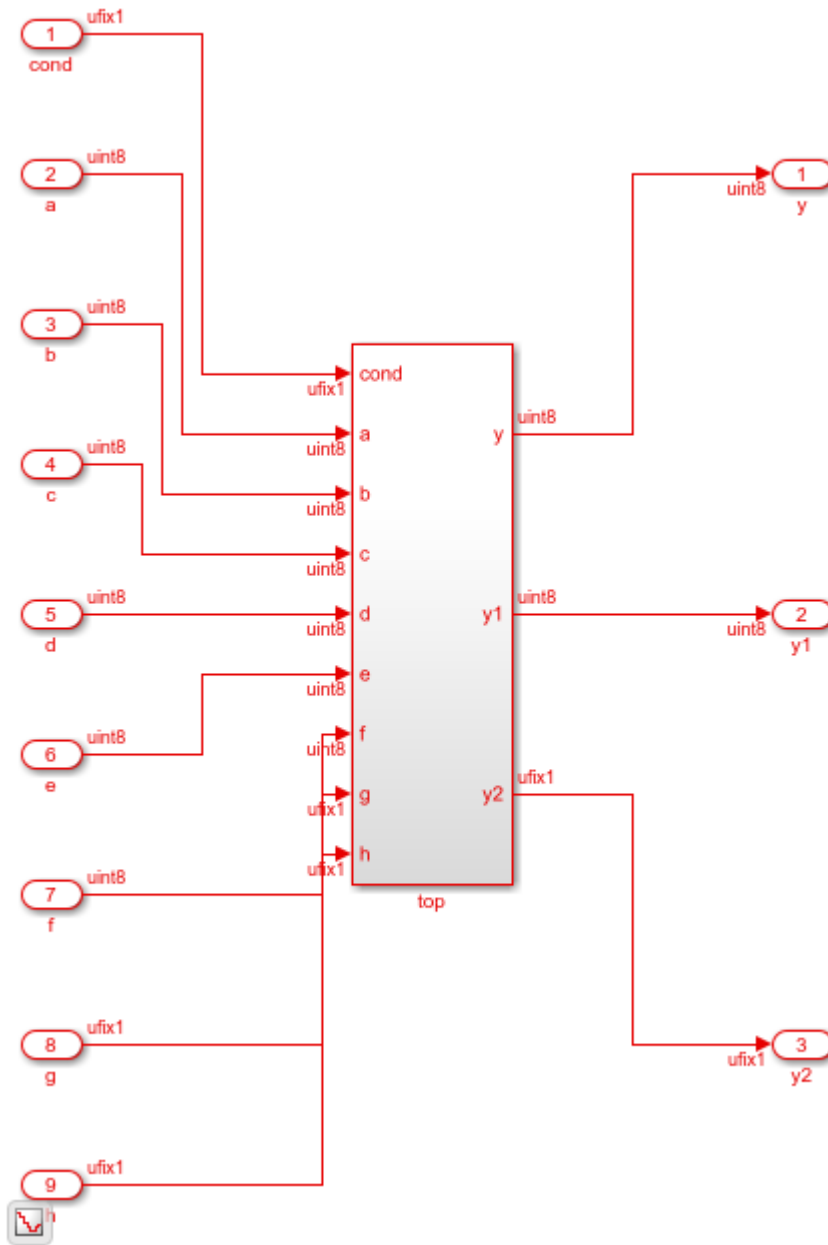 ufix1
1
cond
uint8
2
a
uint8
3
b
uint8
4
c
uint8
5
d
uint8
6
e
uint8
7
f
ufix1
8
g
ufix1
9
h
ufix1
cond
uint8
a
uint8
b
uint8
c
uint8
d
uint8
e
uint8
f
ufix1
g
ufix1
h
y
uint8
y1
uint8
y2
ufix1
top
1
uint8
y
2
uint8
y1
3
ufix1
y2